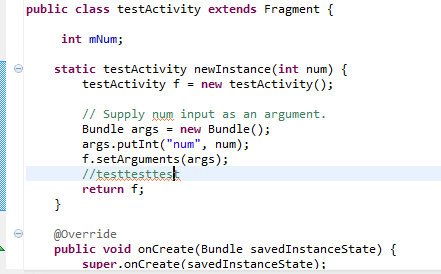 public class testActivity extends Fragment {
int mNum;
static testActivity newInstance(int num) {
testActivity f = new testActivity();
// Supply num input as an argument.
Bundle args = new Bundle();
args.putInt("num", num);
f.setArguments(args);
//testtesttest
return f;
}
@Override
public void onCreate(Bundle savedInstanceState) {
super.onCreate(savedInstanceState);